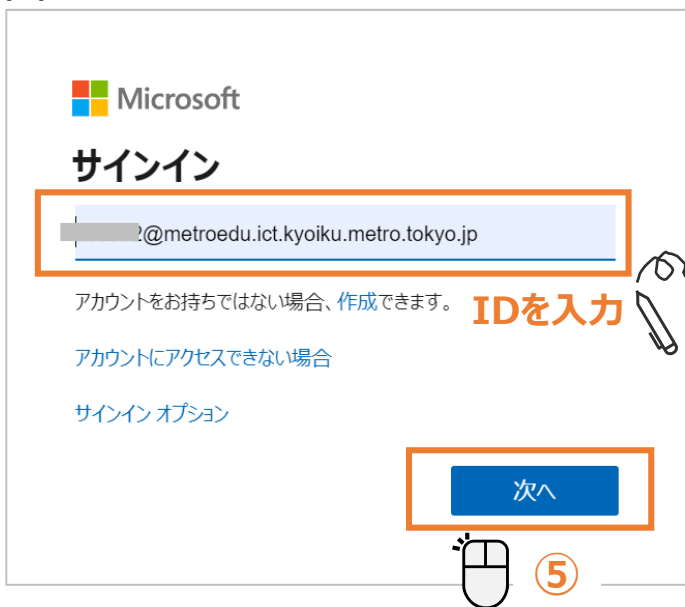 Microsoft
サインイン
@metroedu.ict.kyoiku.metro.tokyo.jp
アカウントをお持ちではない場合、作成できます。
IDを入力
アカウントにアクセスできない場合
サインイン オプション
次へ
⑤